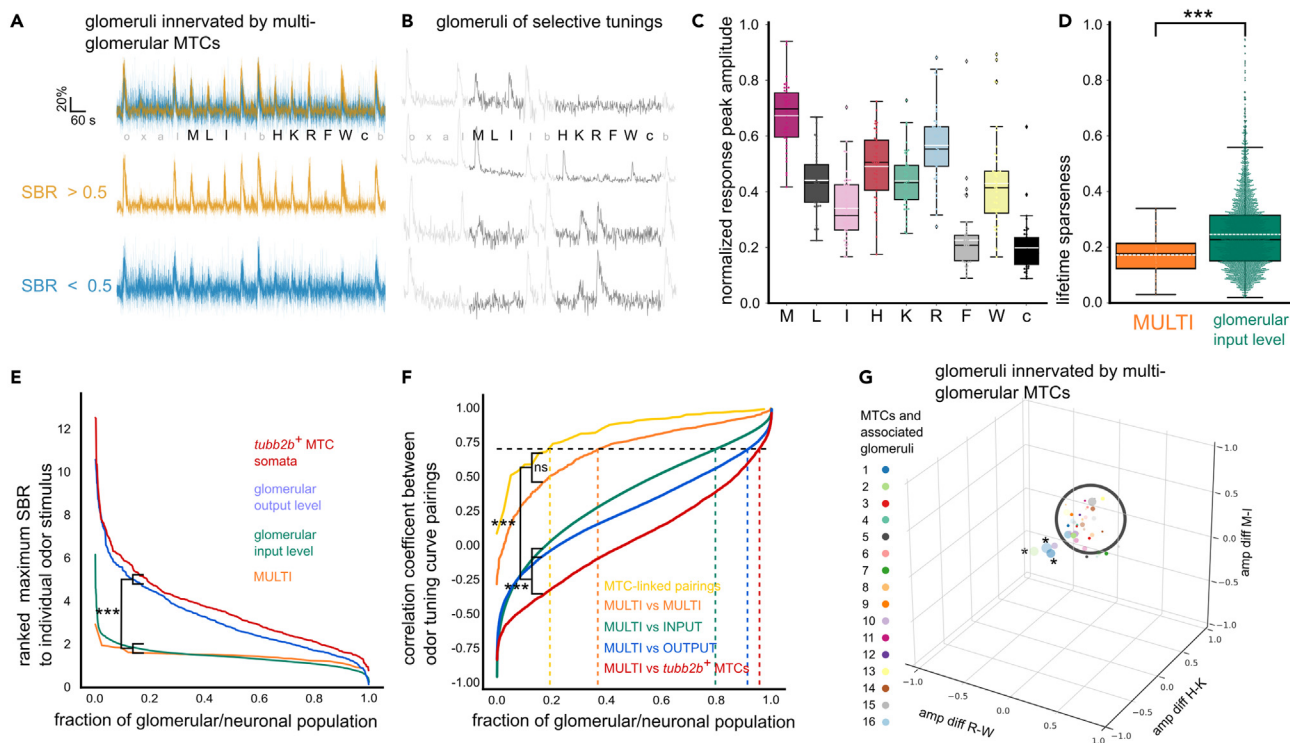 A
glomeruli innervated by multi-
glomerular MTCs
20%
60 s
o x a l M L I l b H K R F W c b
SBR > 0.5
SBR < 0.5
B
glomeruli of selective tunings
o x a l M L I l b H K R F W c b
C
normalized response peak amplitude
1.0
0.8
0.6
0.4
0.2
0.0
M L I H K R F W c
D
lifetime sparseness
1.0
0.8
0.6
0.4
0.2
0.0
***
MULTI
glomerular
input level
E
ranked maximum SBR
to individual odor stimulus
12
10
8
6
4
2
0
0.0 0.2 0.4 0.6 0.8 1.0
fraction of glomerular/neuronal population
tubb2b+ MTC
somata
glomerular
output level
glomerular
input level
MULTI
***
F
correlation coefficient between
odor tuning curve pairings
1.00
0.75
0.50
0.25
0.00
-0.25
-0.50
-0.75
-1.00
0.0 0.2 0.4 0.6 0.8 1.0
fraction of glomerular/neuronal population
ns
***
***
MTC-linked pairings
MULTI vs MULTI
MULTI vs INPUT
MULTI vs OUTPUT
MULTI vs tubb2b+ MTCs
G
glomeruli innervated by multi-
glomerular MTCs
MTCs and
associated
glomeruli
1
2
3
4
5
6
7
8
9
10
11
12
13
14
15
16
*
*
*
amp diff R-W
−1.0
−0.5
0.0
0.5
1.0
amp diff H-K
−1.0
−0.5
0.0
0.5
1.0
amp diff M-I
1.0
0.5
0.0
−0.5
−1.0